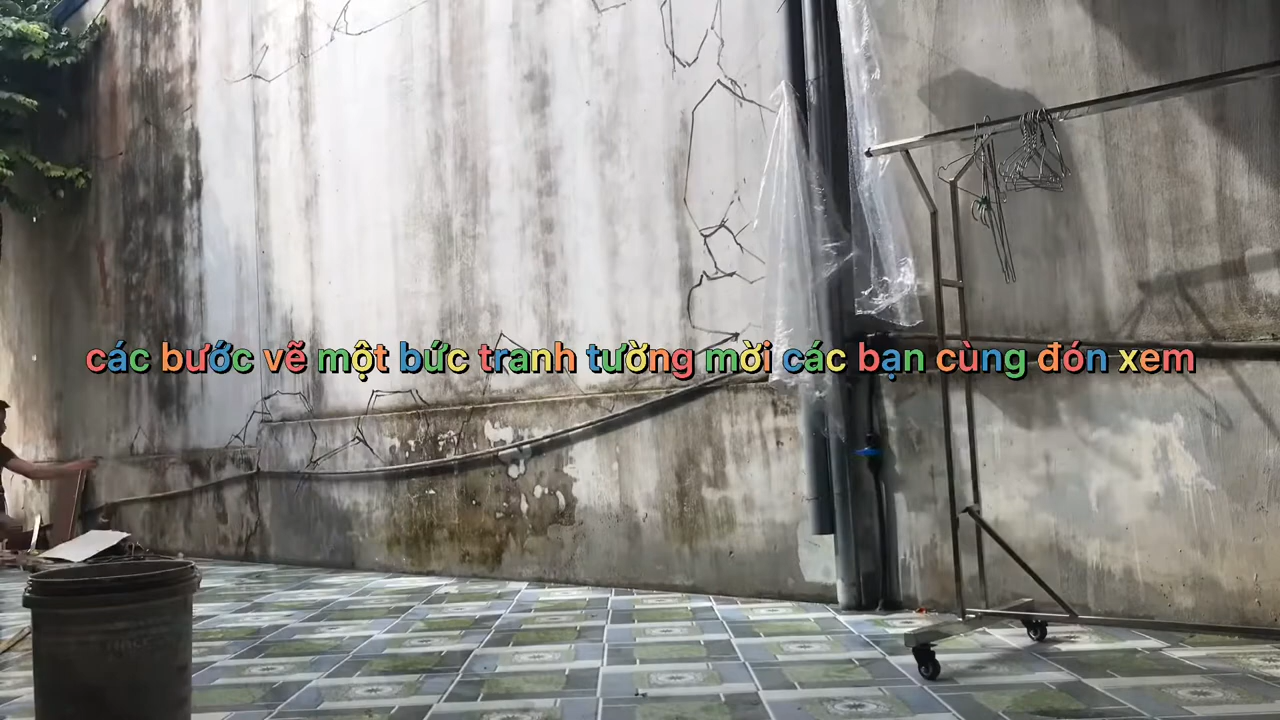 các bước vẽ một bức tranh tường mời các bạn cùng đón xem